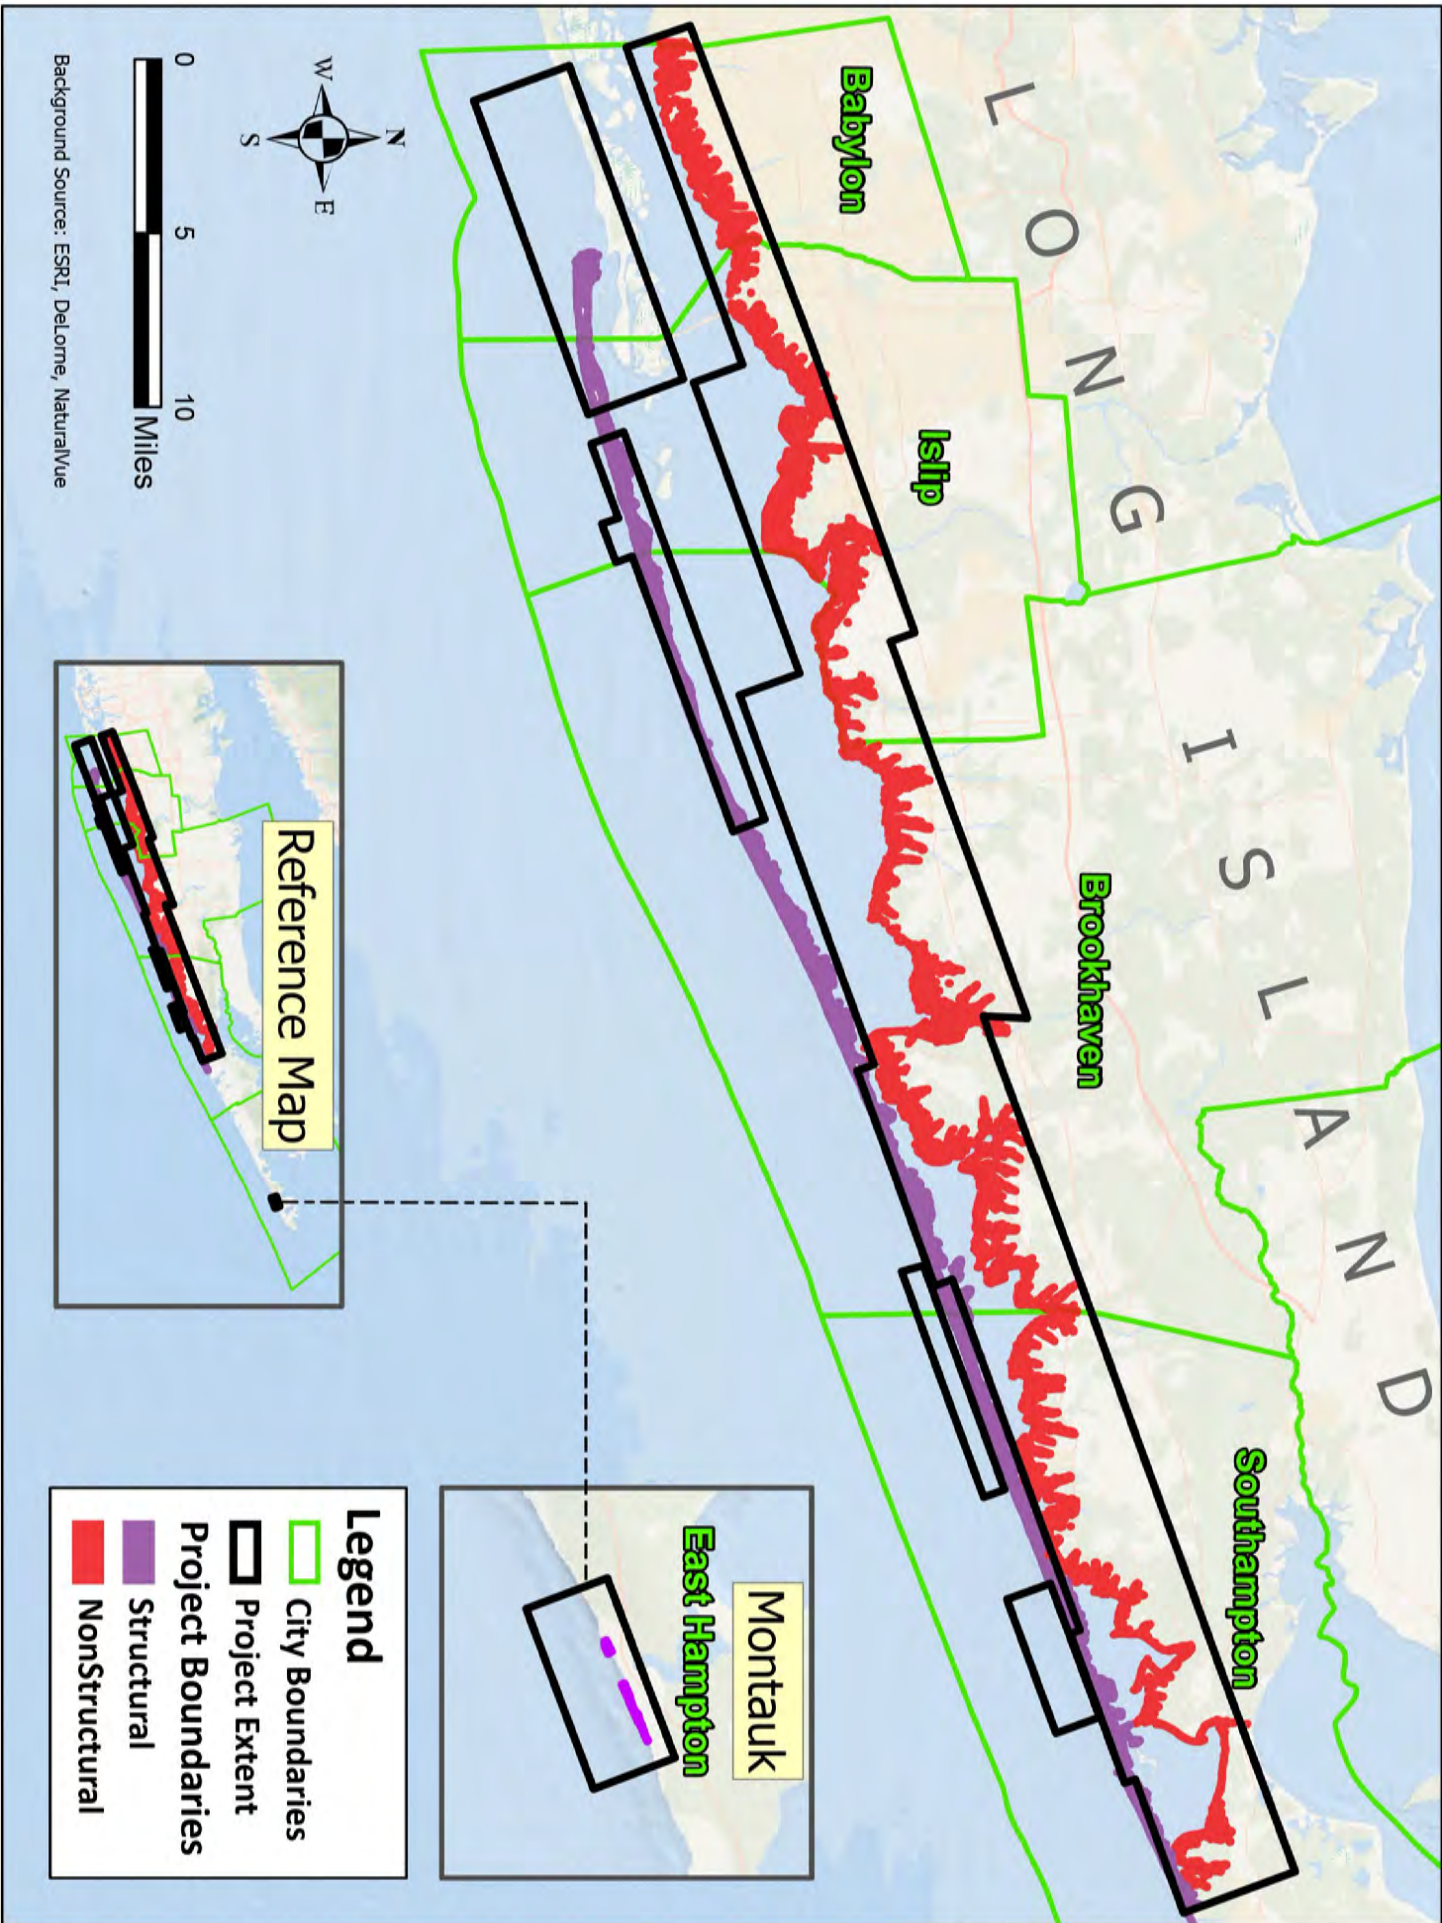 LONG ISLAND
Babylon
Islip
Brookhaven
Southampton
N
W
E
S
0 5 10
Miles
Background Source: ESRI, DeLorne, NaturalVue
Reference Map
Montauk
East Hampton
Legend
City Boundaries
Project Extent
Project Boundaries
Structural
NonStructural